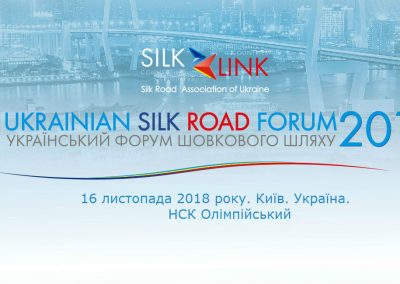 SILK LINK
Silk Road Association of Ukraine
UKRAINIAN SILK ROAD FORUM 20
УКРАЇНСЬКИЙ ФОРУМ ШОВКОВОГО ШЛЯХУ
16 листопада 2018 року. Київ. Україна.
НСК Олімпійський